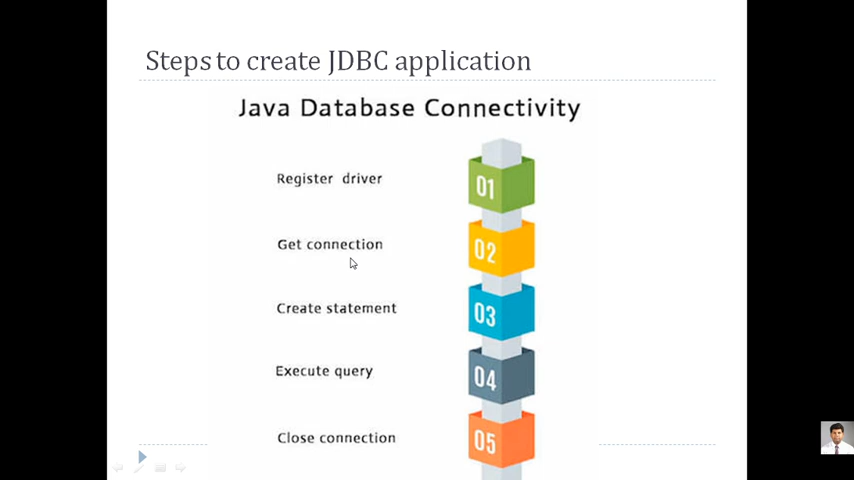 Steps to create JDBC application
Java Database Connectivity
Register driver
01
Get connection
02
Create statement
03
Execute query
04
Close connection
05